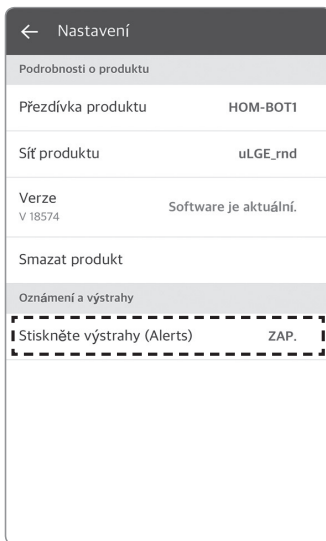 ← Nastavení
Podrobnosti o produktu
Přezdívka produktu HOM-BOT1
Síť produktu uLGE_rnd
Verze
V 18574 Software je aktuální.
Smazat produkt
Oznámení a výstrahy
Stiskněte výstrahy (Alerts) ZAP.